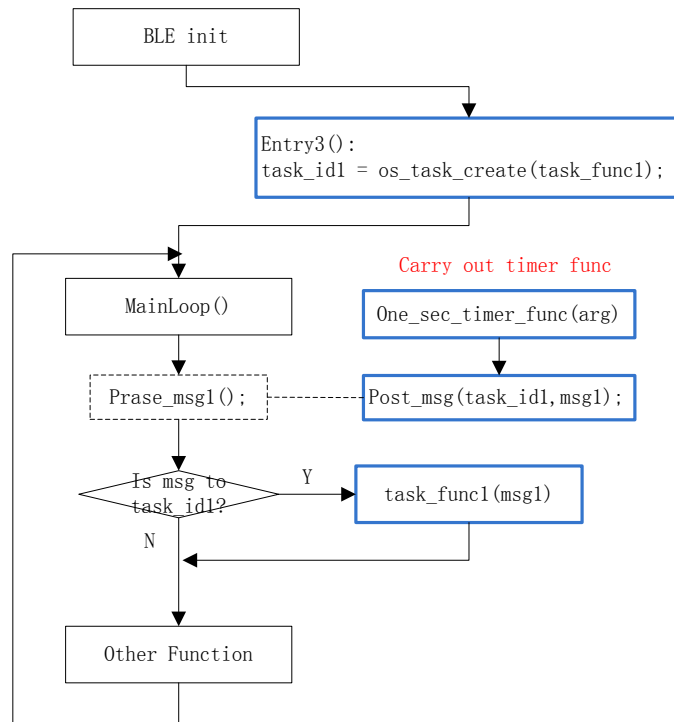 BLE init
Entry3():
task_id1 = os_task_create(task_func1);
Carry out timer func
MainLoop()
One_sec_timer_func(arg)
Prase_msg1();
Post_msg(task_id1,msg1);
Is msg to
task_id1?
Y
task_func1(msg1)
N
Other Function